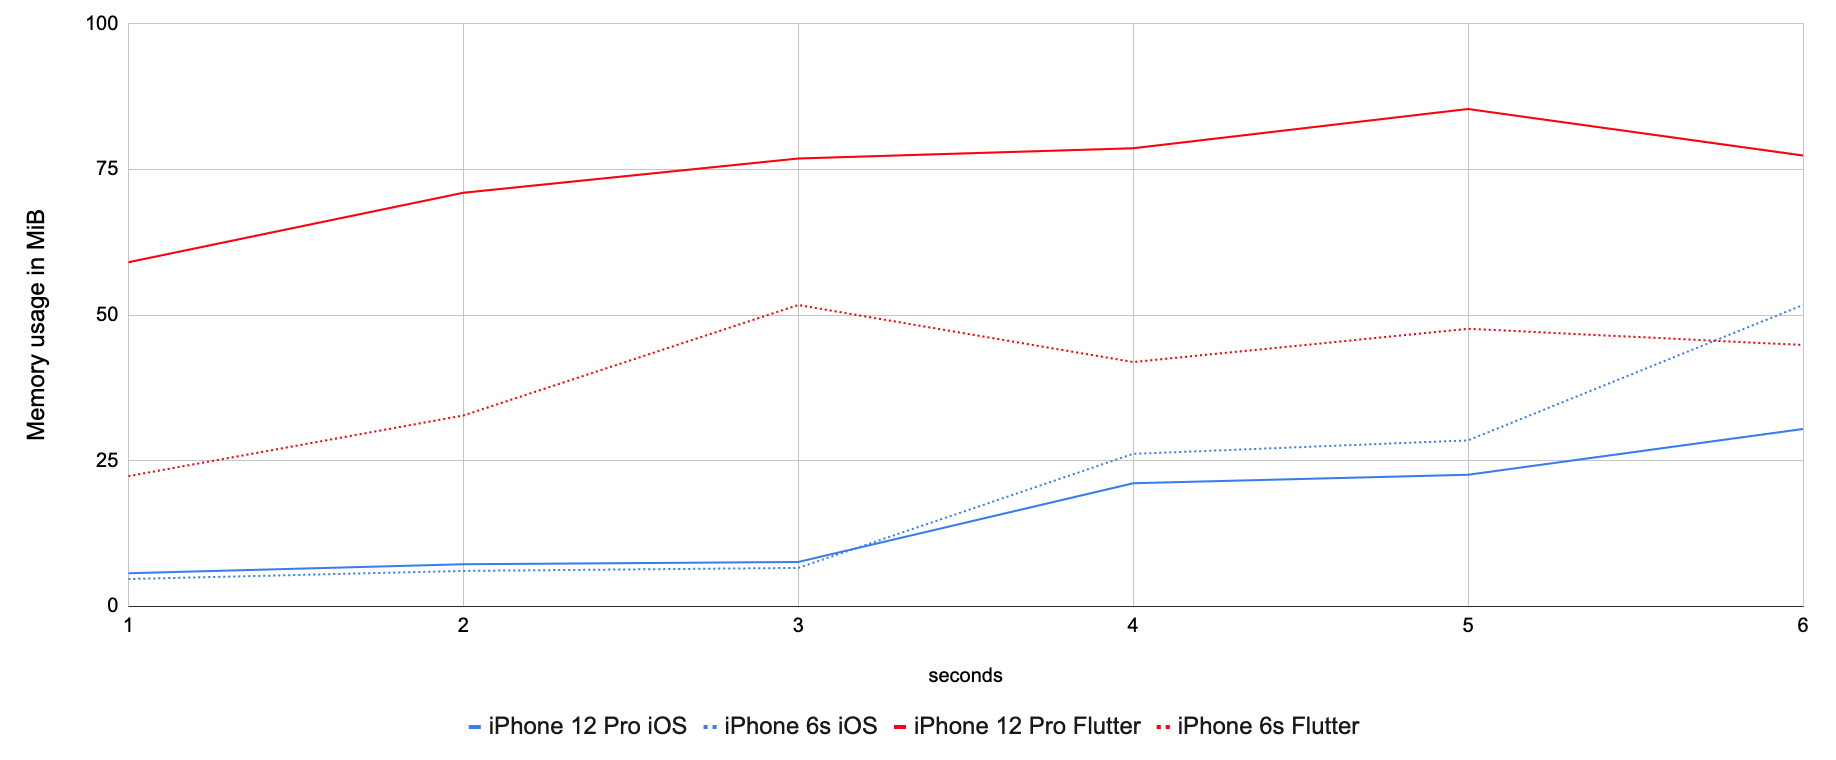 100
75
50
25
0
Memory usage in MiB
1 2 3 4 5 6
seconds
iPhone 12 Pro iOS iPhone 6s iOS iPhone 12 Pro Flutter iPhone 6s Flutter